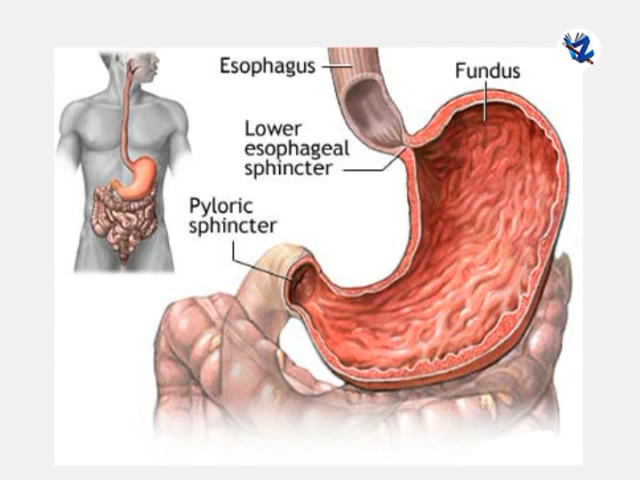 Esophagus
Fundus
Lower
esophageal
sphincter
Pyloric
sphincter